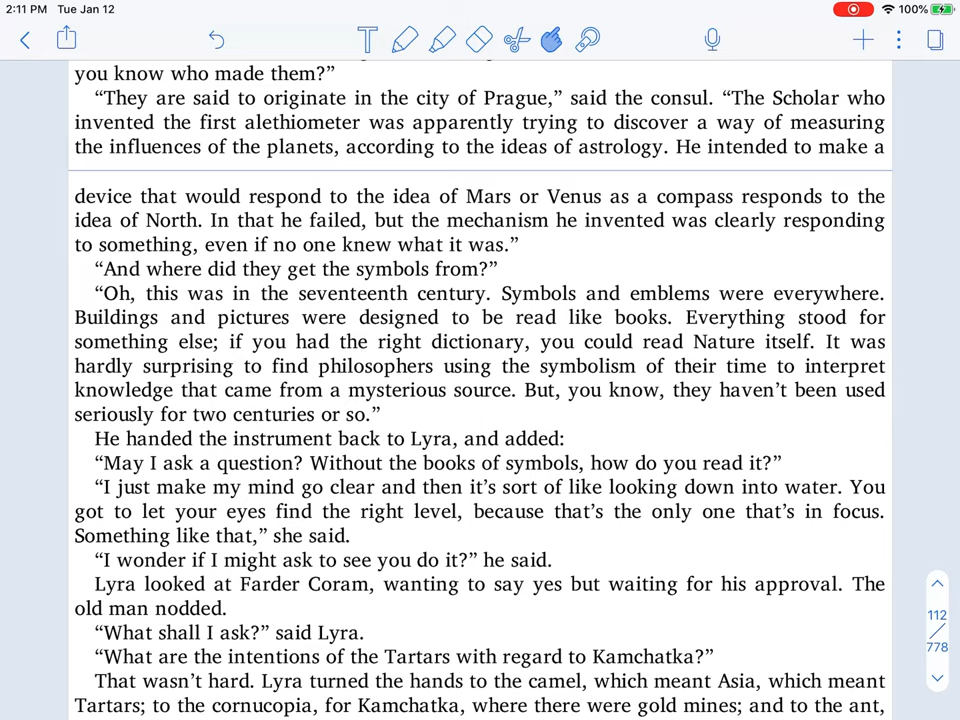 2:11 PM Tue Jan 12
100%
you know who made them?”
“They are said to originate in the city of Prague,” said the consul. “The Scholar who
invented the first alethiometer was apparently trying to discover a way of measuring
the influences of the planets, according to the ideas of astrology. He intended to make a
device that would respond to the idea of Mars or Venus as a compass responds to the
idea of North. In that he failed, but the mechanism he invented was clearly responding
to something, even if no one knew what it was.”
“And where did they get the symbols from?”
“Oh, this was in the seventeenth century. Symbols and emblems were everywhere.
Buildings and pictures were designed to be read like books. Everything stood for
something else; if you had the right dictionary, you could read Nature itself. It was
hardly surprising to find philosophers using the symbolism of their time to interpret
knowledge that came from a mysterious source. But, you know, they haven’t been used
seriously for two centuries or so.”
He handed the instrument back to Lyra, and added:
“May I ask a question? Without the books of symbols, how do you read it?”
“I just make my mind go clear and then it’s sort of like looking down into water. You
got to let your eyes find the right level, because that’s the only one that’s in focus.
Something like that,” she said.
“I wonder if I might ask to see you do it?” he said.
Lyra looked at Farder Coram, wanting to say yes but waiting for his approval. The
old man nodded.
“What shall I ask?” said Lyra.
“What are the intentions of the Tartars with regard to Kamchatka?”
That wasn’t hard. Lyra turned the hands to the camel, which meant Asia, which meant
Tartars; to the cornucopia, for Kamchatka, where there were gold mines; and to the ant,
112
/
778